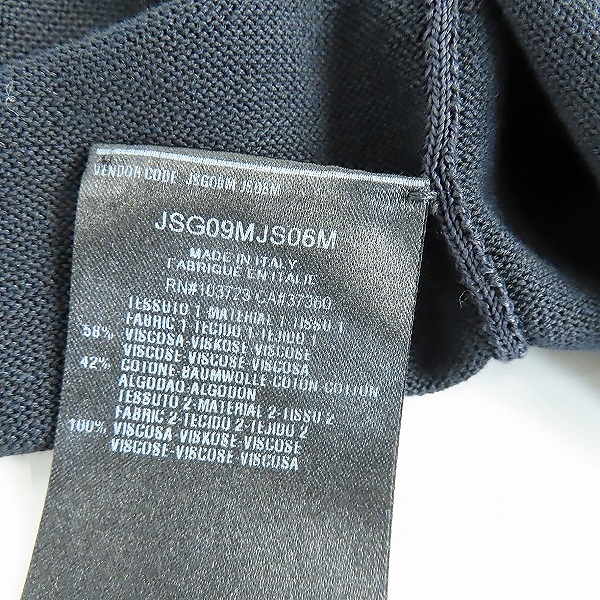 VENDOR CODE JSG09M JS06M
JSG09MJS06M
MADE IN ITALY
FABRIQUE EN ITALIE
RN#103729 CA#37360
TESSUTO 1-MATERIAL 1-TISSU 1
FABRIC 1-TECIDO 1-TEJIDO 1
58% VISCOSA-VISKOSE-VISCOSE
VISCOSE-VISCOSE-VISCOSA
42% COTONE-BAUMWOLLE-COTON-COTTON
ALGODAO-ALGODON
TESSUTO 2-MATERIAL 2-TISSU 2
FABRIC 2-TECIDO 2-TEJIDO 2
100% VISCOSA-VISKOSE-VISCOSE
VISCOSE-VISCOSE-VISCOSA